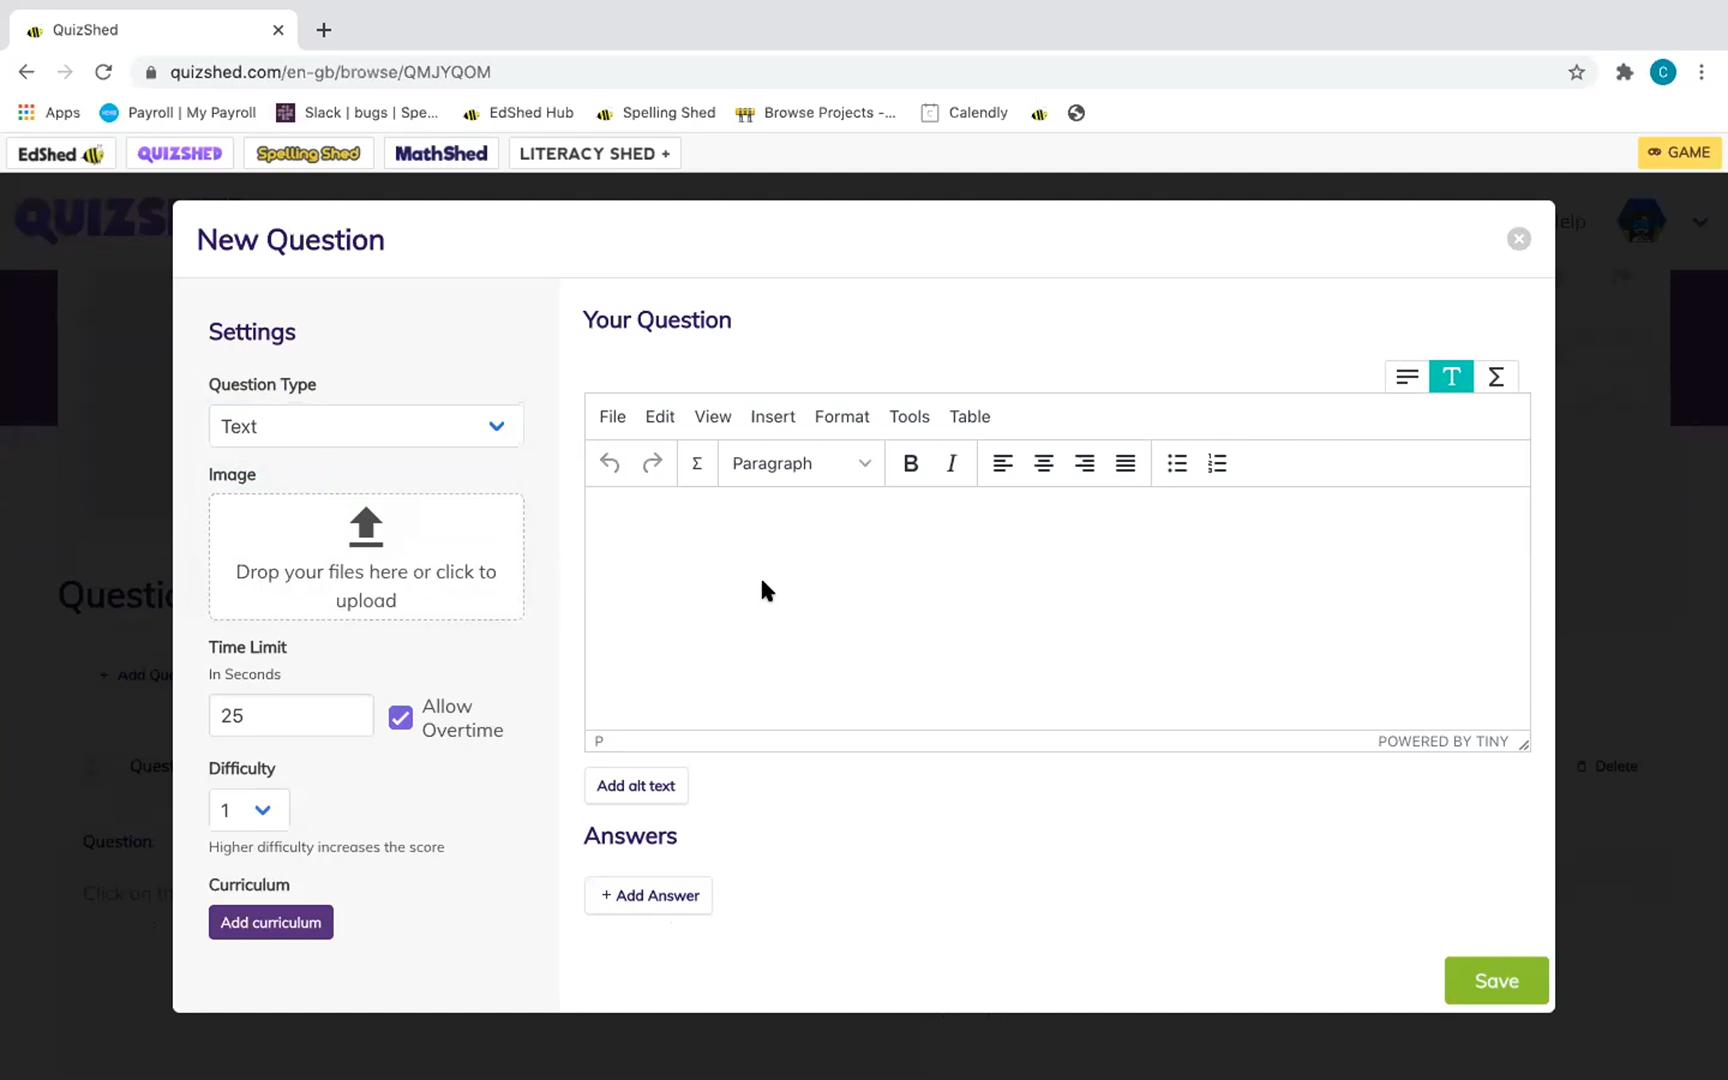 QuizShed
quizshed.com/en-gb/browse/QMJYQOM
C
Apps
Payroll | My Payroll
Slack | bugs | Spe...
EdShed Hub
Spelling Shed
Browse Projects -...
Calendly
EdShed
QUIZSHED
Spelling Shed
MathShed
LITERACY SHED +
GAME
New Question
Settings
Question Type
Text
Image
Drop your files here or click to
upload
Time Limit
In Seconds
25
Allow
Overtime
Difficulty
1
Higher difficulty increases the score
Curriculum
Add curriculum
Your Question
T Σ
File Edit View Insert Format Tools Table
Σ Paragraph B I
P
POWERED BY TINY
Add alt text
Answers
+ Add Answer
Save
Delete
Question
Click on